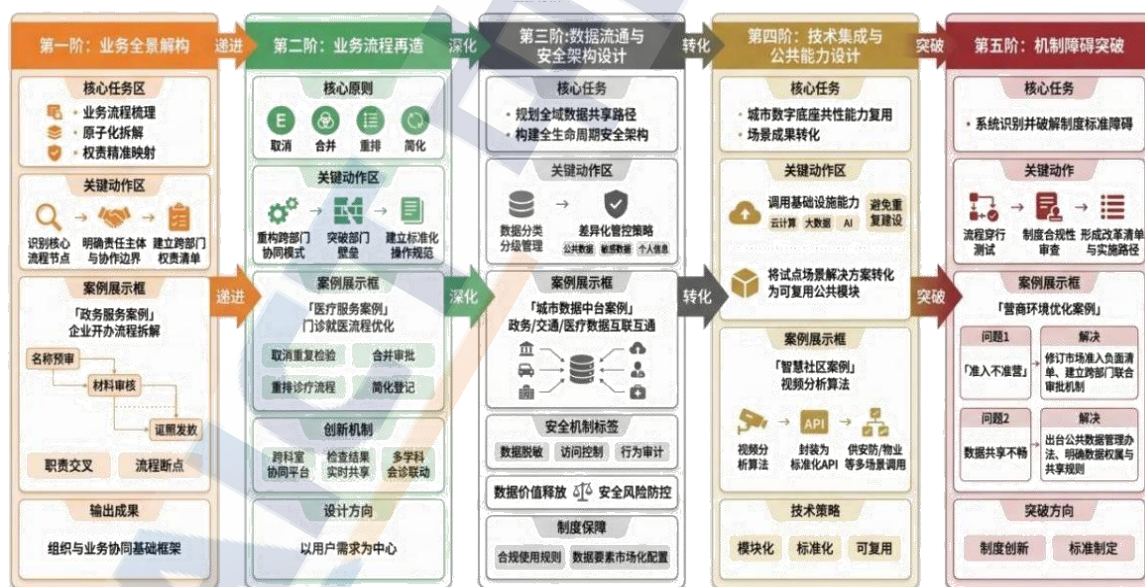 第一阶：业务全景解构
核心任务区
• 业务流程梳理
• 原子化拆解
• 权责精准映射
关键动作区
识别核心
流程节点
明确责任主体
与协作边界
建立跨部门
权责清单
案例展示框
「政务服务案例」
企业开办流程拆解
名称预审
材料审核
证照发放
职责交叉
流程断点
输出成果
组织与业务协同基础框架
递进
递进
第二阶：业务流程再造
核心原则
E
取消
合并
重排
简化
关键动作区
重构跨部门
协同模式
突破部门
壁垒
建立标准化
操作规范
案例展示框
「医疗服务案例」
门诊就医流程优化
取消重复检验
合并审批
重排诊疗流程
简化登记
创新机制
跨科室
协同平台
检查结果
实时共享
多学科
会诊联动
设计方向
以用户需求为中心
深化
深化
第三阶:数据流通与
安全架构设计
核心任务
• 规划全域数据共享路径
• 构建全生命周期安全架构
关键动作区
数据分类
分级管理
差异化管控策略
公共数据
敏感数据
个人信息
案例展示框
「城市数据中台案例」
政务/交通/医疗数据互联互通
安全机制标签
数据脱敏
访问控制
行为审计
数据价值释放
安全风险防控
制度保障
合规使用规则
数据要素市场化配置
转化
转化
第四阶：技术集成与
公共能力设计
核心任务
• 城市数字底座共性能力复用
• 场景成果转化
关键动作区
调用基础设施能力
云计算
大数据
AI
避免重
复建设
将试点场景解决方案转化
为可复用公共模块
案例展示框
「智慧社区案例」
视频分析算法
API
视频分
析算法
封装为
标准化API
供安防/物业
等多场景调用
技术策略
模块化
标准化
可复用
突破
突破
第五阶：机制障碍突破
核心任务
• 系统识别并破解制度标准障碍
关键动作
流程穿行
测试
制度合规性
审查
形成改革清单
与实施路径
案例展示框
「营商环境优化案例」
问题1
「准入不准营」
解决
修订市场准入负面清
单、建立跨部门联合
审批机制
问题2
数据共享不畅
解决
出台公共数据管理办
法、明确数据权属与
共享规则
突破方向
制度创新
标准制定